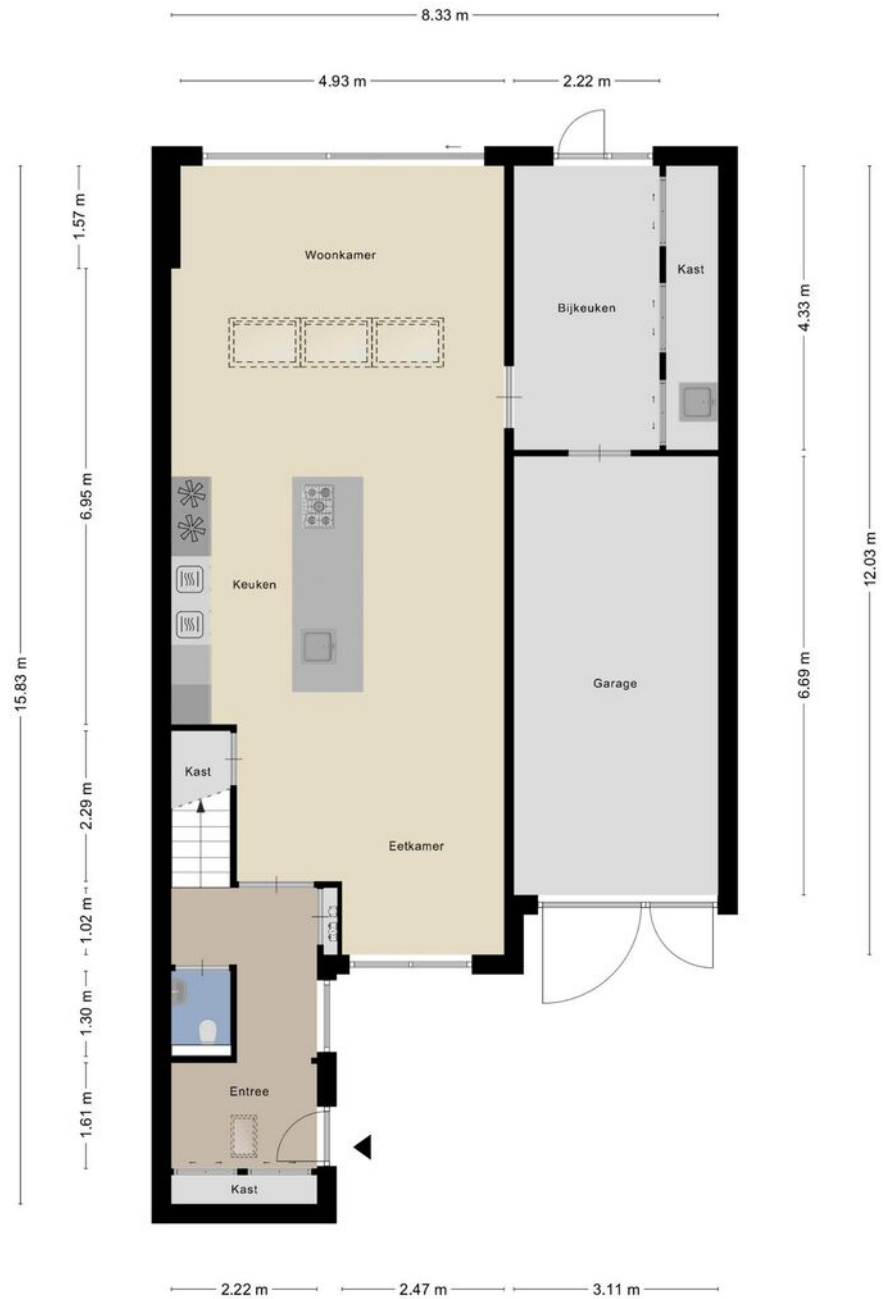 8.33 m
4.93 m
2.22 m
1.57 m
Woonkamer
Kast
Bijkeuken
4.33 m
6.95 m
12.03 m
Keuken
15.83 m
Garage
6.69 m
Kast
2.29 m
Eetkamer
1.02 m
1.30 m
Entree
1.61 m
Kast
2.22 m
2.47 m
3.11 m